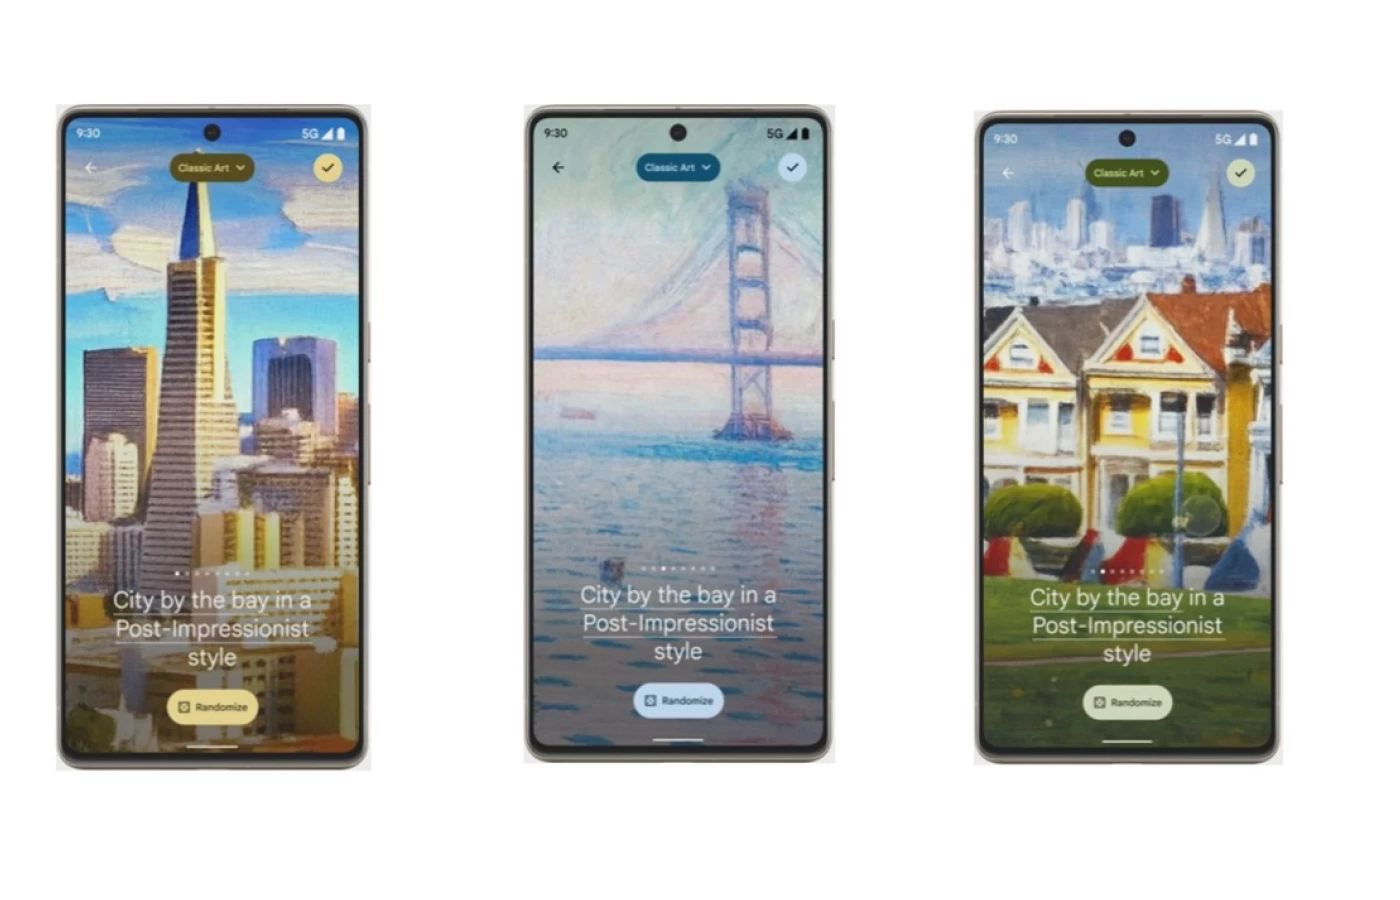 9:30
5G
Classic Art
City by the bay in a
Post-Impressionist
style
Randomize
9:30
5G
Classic Art
City by the bay in a
Post-Impressionist
style
Randomize
9:30
5G
Classic Art
City by the bay in a
Post-Impressionist
style
Randomize